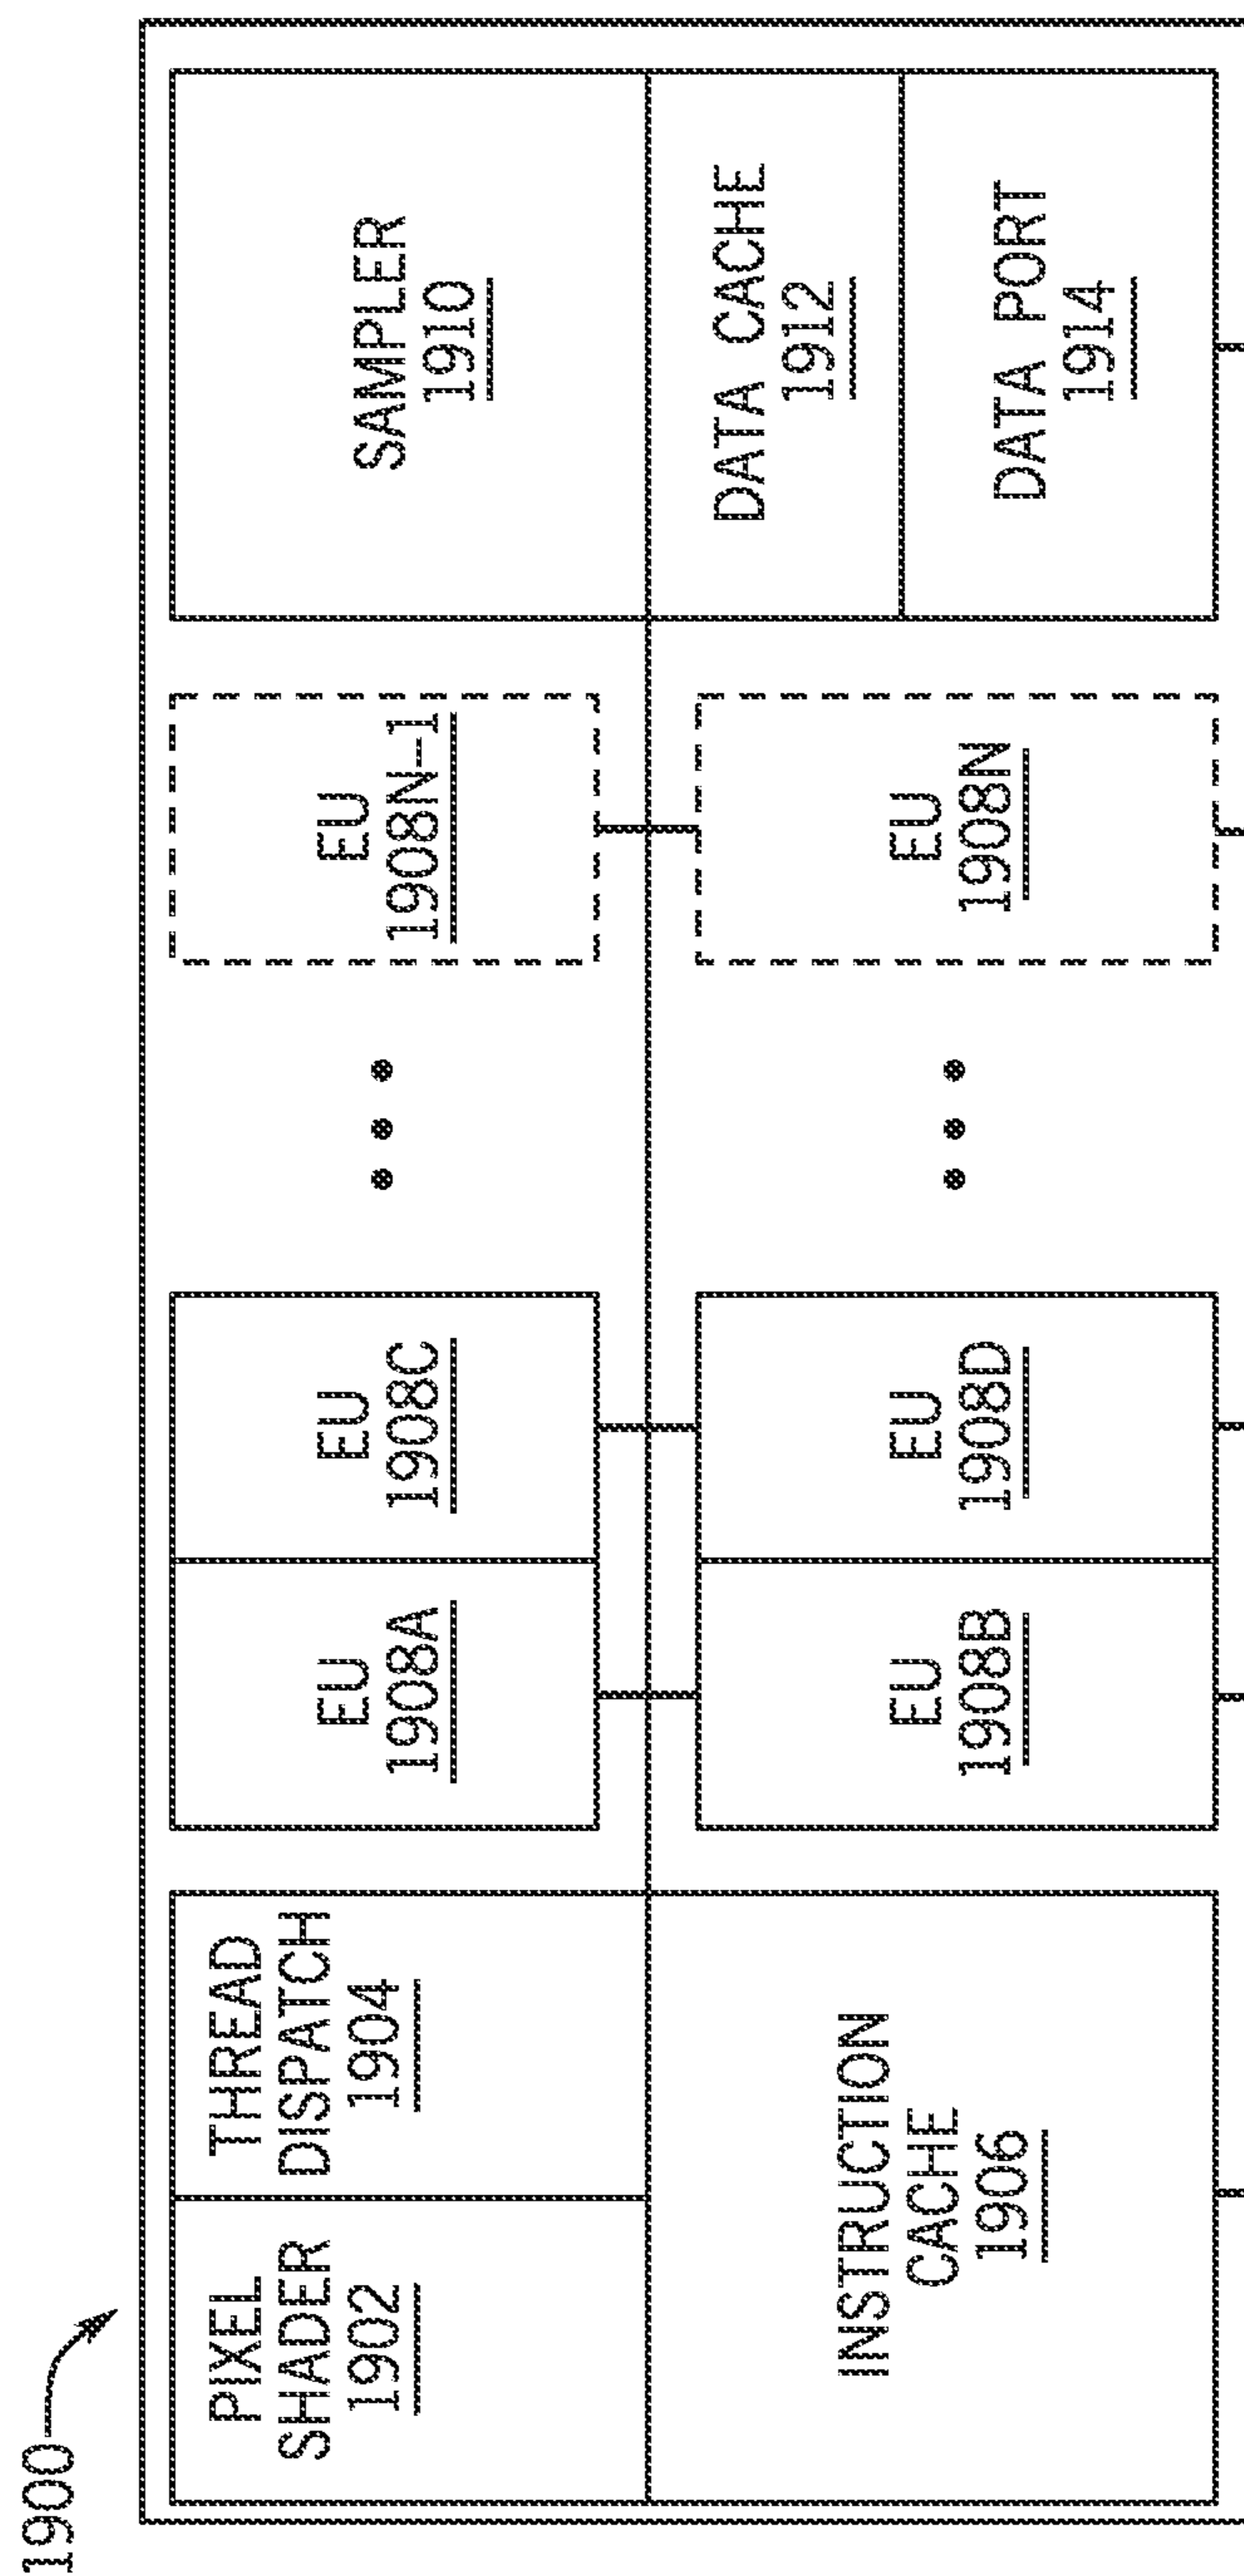 1900
PIXEL
SHADER
1902
THREAD
DISPATCH
1904
INSTRUCTION
CACHE
1906
EU
1908A
EU
1908C
EU
1908N-1
EU
1908B
EU
1908D
EU
1908N
SAMPLER
1910
DATA CACHE
1912
DATA PORT
1914